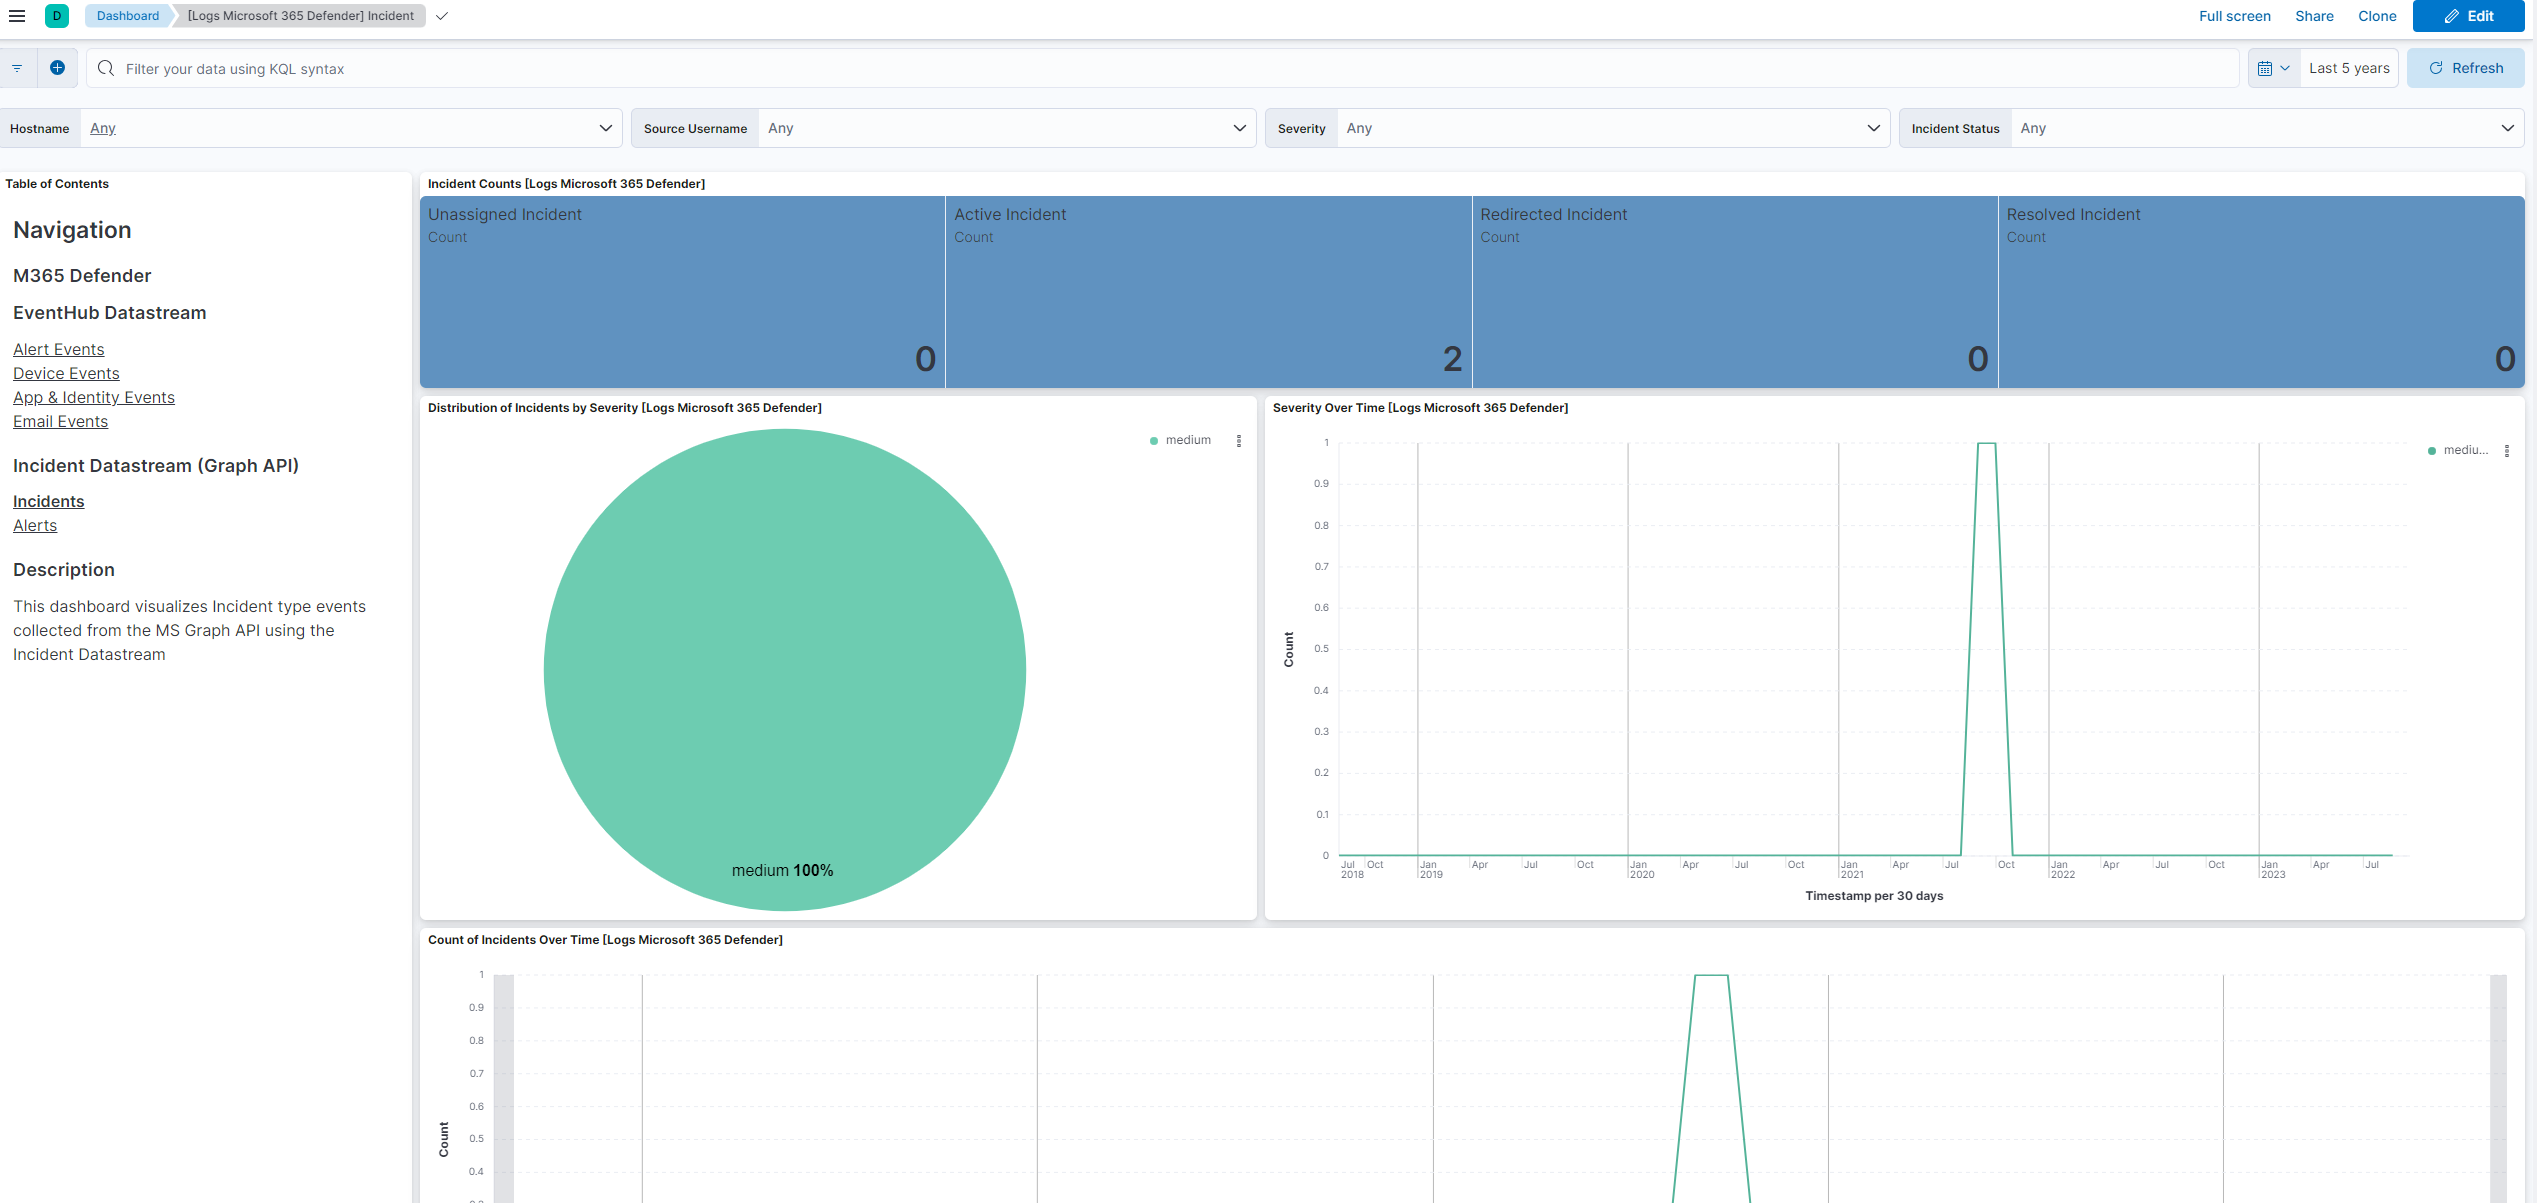 D
Dashboard
[Logs Microsoft 365 Defender] Incident
Full screen
Share
Clone
Edit
Filter your data using KQL syntax
Last 5 years
Refresh
Hostname
Any
Source Username
Any
Severity
Any
Incident Status
Any
Table of Contents
Navigation
M365 Defender
EventHub Datastream
Alert Events
Device Events
App & Identity Events
Email Events
Incident Datastream (Graph API)
Incidents
Alerts
Description
This dashboard visualizes Incident type events
collected from the MS Graph API using the
Incident Datastream
Incident Counts [Logs Microsoft 365 Defender]
Unassigned Incident
Count
0
Active Incident
Count
2
Redirected Incident
Count
0
Resolved Incident
Count
0
Distribution of Incidents by Severity [Logs Microsoft 365 Defender]
medium
medium 100%
Severity Over Time [Logs Microsoft 365 Defender]
mediu...
1
0.9
0.8
0.7
0.6
0.5
0.4
0.3
0.2
0.1
0
Count
Jul Oct Jan Apr Jul Oct Jan Apr Jul Oct Jan Apr Jul Oct Jan Apr Jul Oct Jan Apr Jul
2018 2019 2020 2021 2022 2023
Timestamp per 30 days
Count of Incidents Over Time [Logs Microsoft 365 Defender]
1
0.9
0.8
0.7
0.6
0.5
0.4
Count